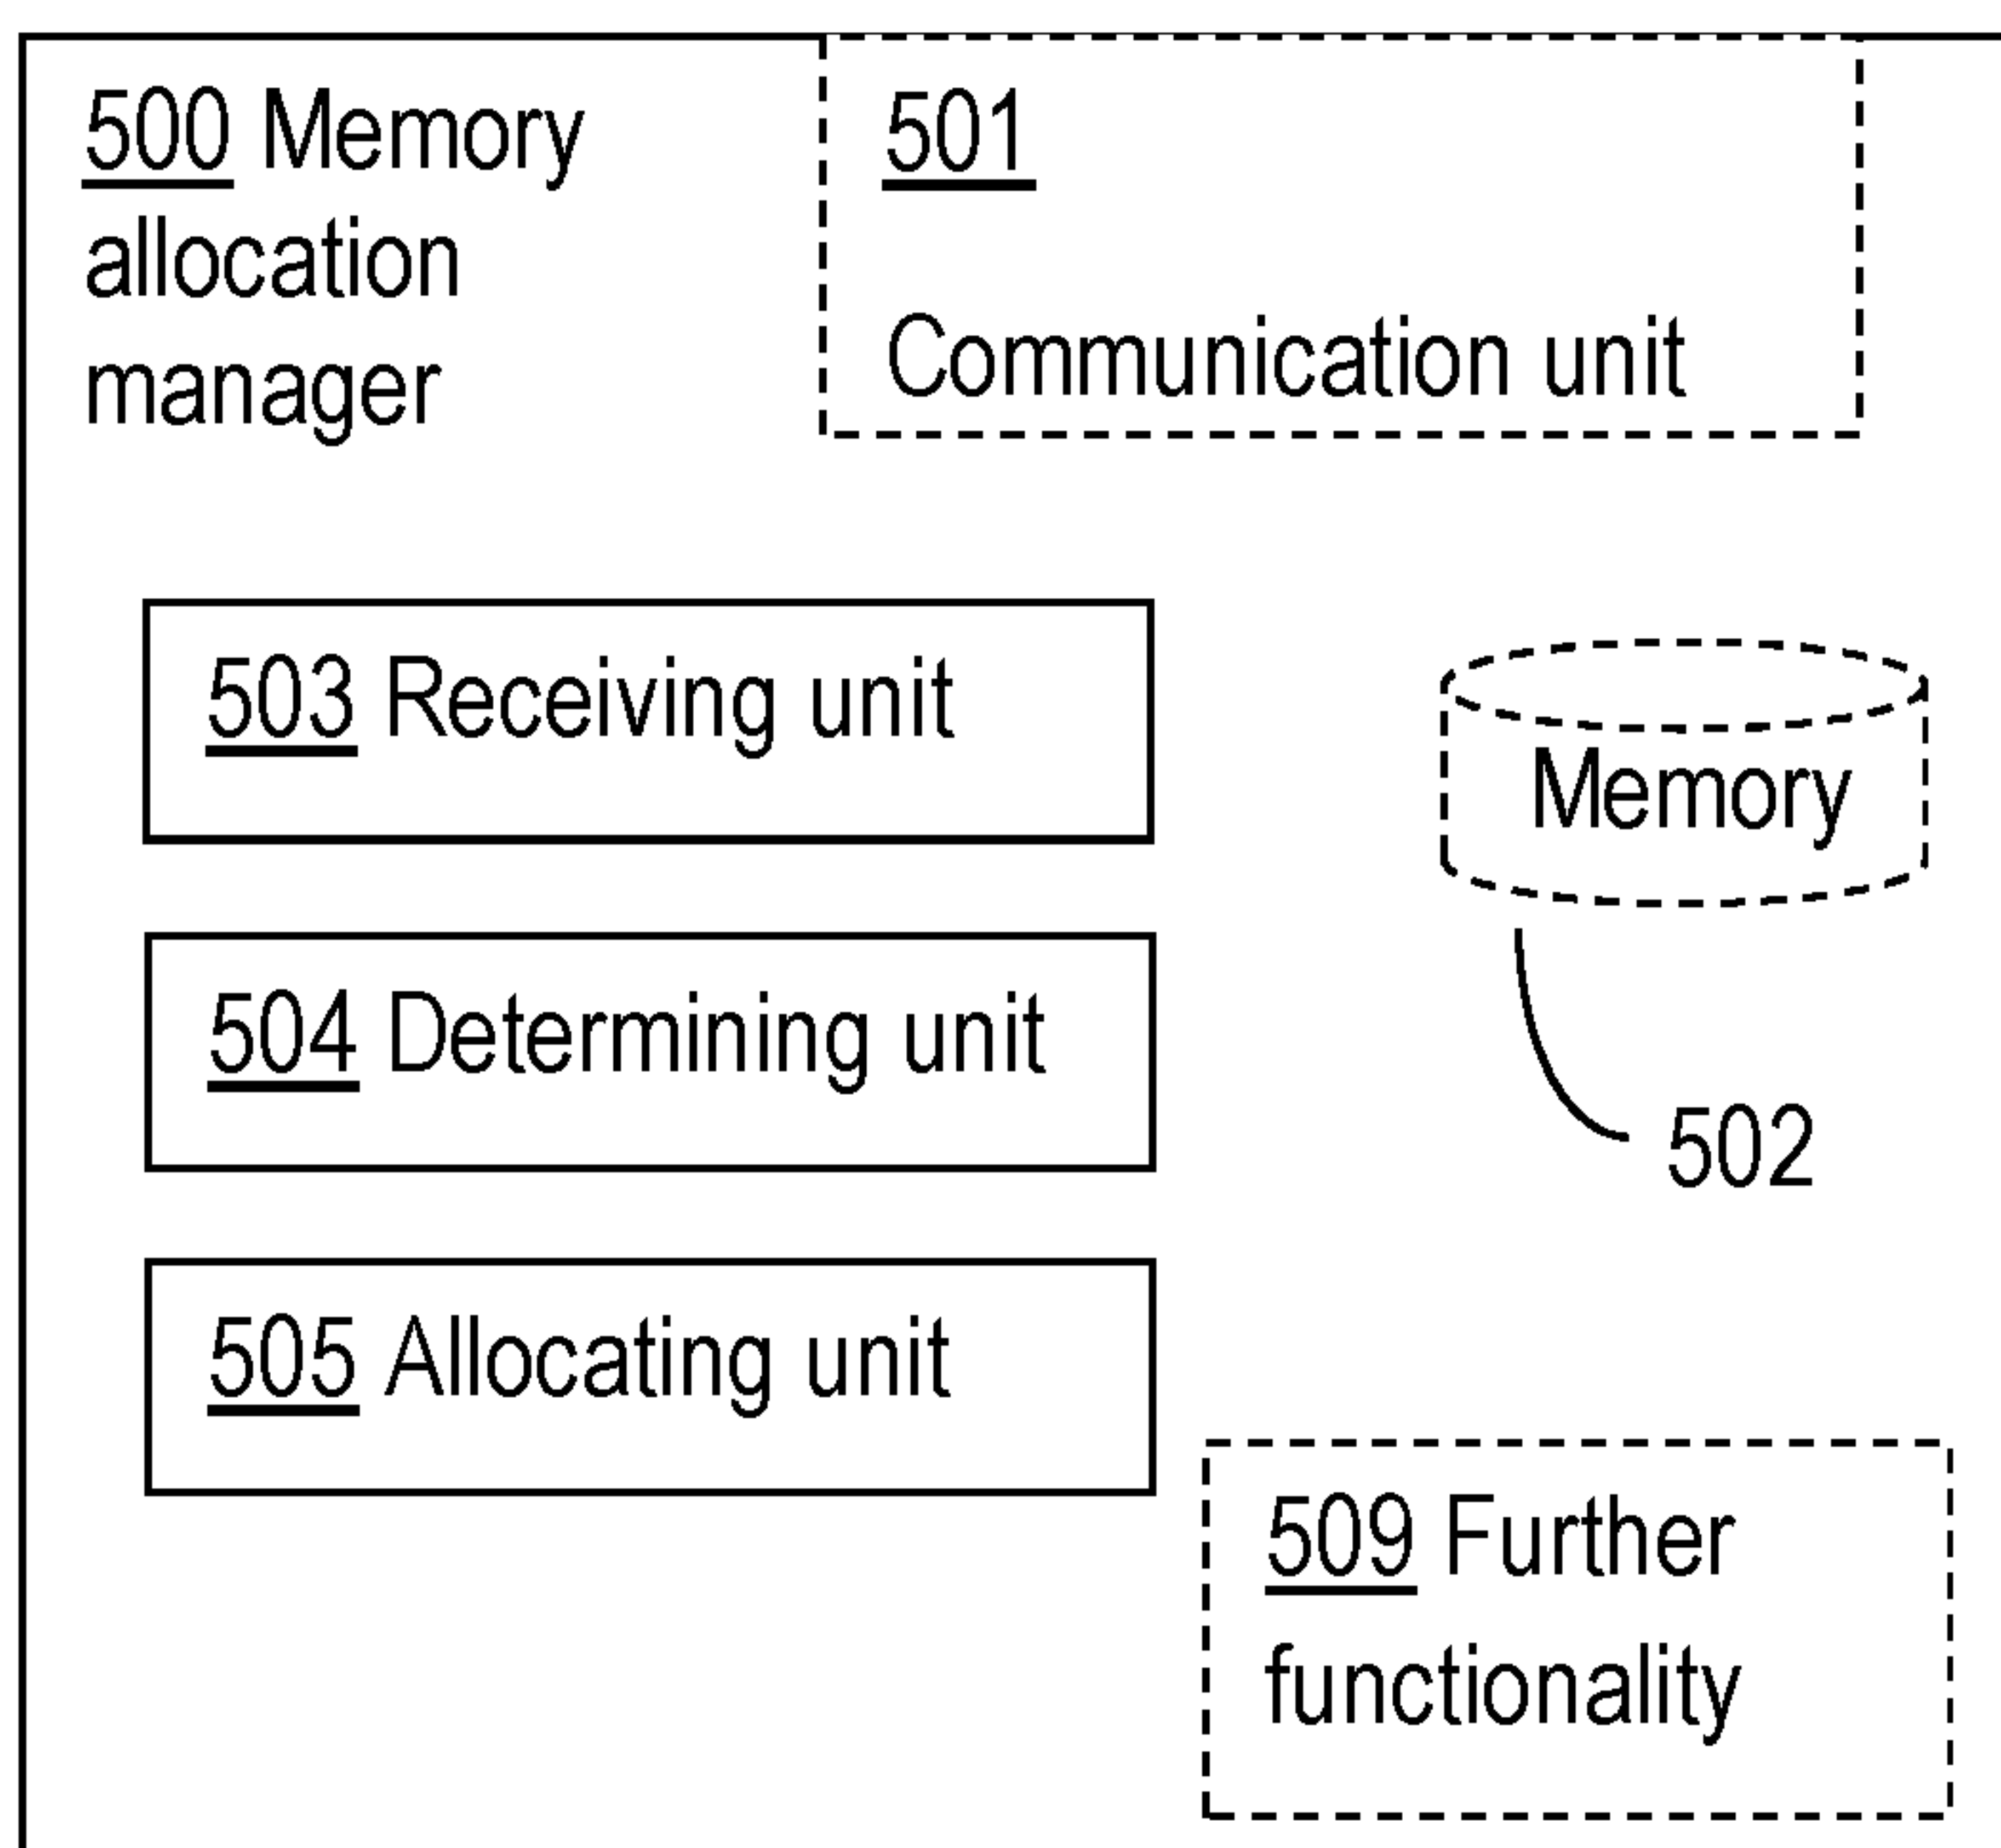 500 Memory
allocation
manager
501
Communication unit
503 Receiving unit
Memory
504 Determining unit
502
505 Allocating unit
509 Further
functionality